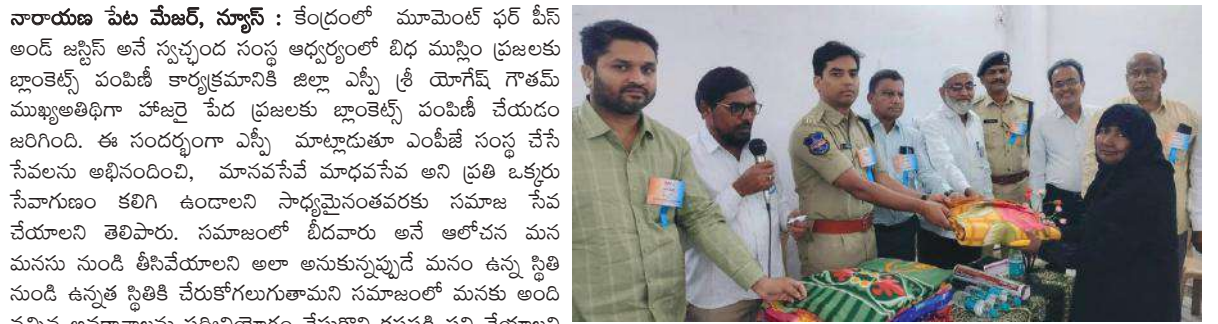 నారాయణ పేట మేజర్, న్యూస్ : కేంద్రంలో మూమెంట్ ఫర్ పీస్
అండ్ జస్టిస్ అనే స్వచ్ఛంద సంస్థ ఆధ్వర్యంలో బిధ ముస్లిం ప్రజలకు
బ్లాంకెట్స్ పంపిణీ కార్యక్రమానికి జిల్లా ఎస్పీ శ్రీ యోగేష్ గౌతమ్
ముఖ్యఅతిథిగా హాజరై పేద ప్రజలకు బ్లాంకెట్స్ పంపిణీ చేయడం
జరిగింది. ఈ సందర్భంగా ఎస్పీ మాట్లాడుతూ ఎంపీజే సంస్థ చేసే
సేవలను అభినందించి, మానవసేవే మాధవసేవ అని ప్రతి ఒక్కరు
సేవాగుణం కలిగి ఉండాలని సాధ్యమైనంతవరకు సమాజ సేవ
చేయాలని తెలిపారు. సమాజంలో బీదవారు అనే ఆలోచన మన
మనసు నుండి తీసివేయాలని అలా అనుకున్నప్పుడే మనం ఉన్న స్థితి
నుండి ఉన్నత స్థితికి చేరుకోగలుగుతామని సమాజంలో మనకు అంది